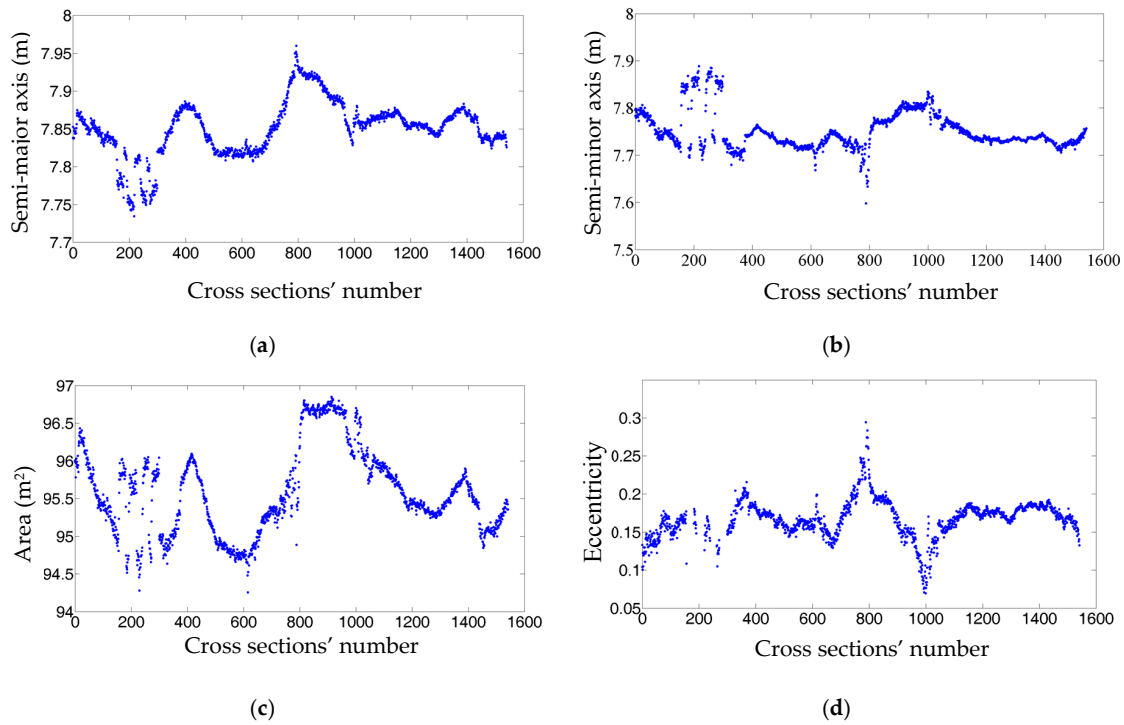 8
7.95
7.9
7.85
7.8
7.75
7.7
Semi-major axis (m)
0 200 400 600 800 1000 1200 1400 1600
Cross sections’ number
(a)
8
7.9
7.8
7.7
7.6
7.5
Semi-minor axis (m)
0 200 400 600 800 1000 1200 1400 1600
Cross sections’ number
(b)
97
96.5
96
95.5
95
94.5
94
Area (m²)
0 200 400 600 800 1000 1200 1400 1600
Cross sections’ number
(c)
0.3
0.25
0.2
0.15
0.1
0.05
Eccentricity
0 200 400 600 800 1000 1200 1400 1600
Cross sections’ number
(d)